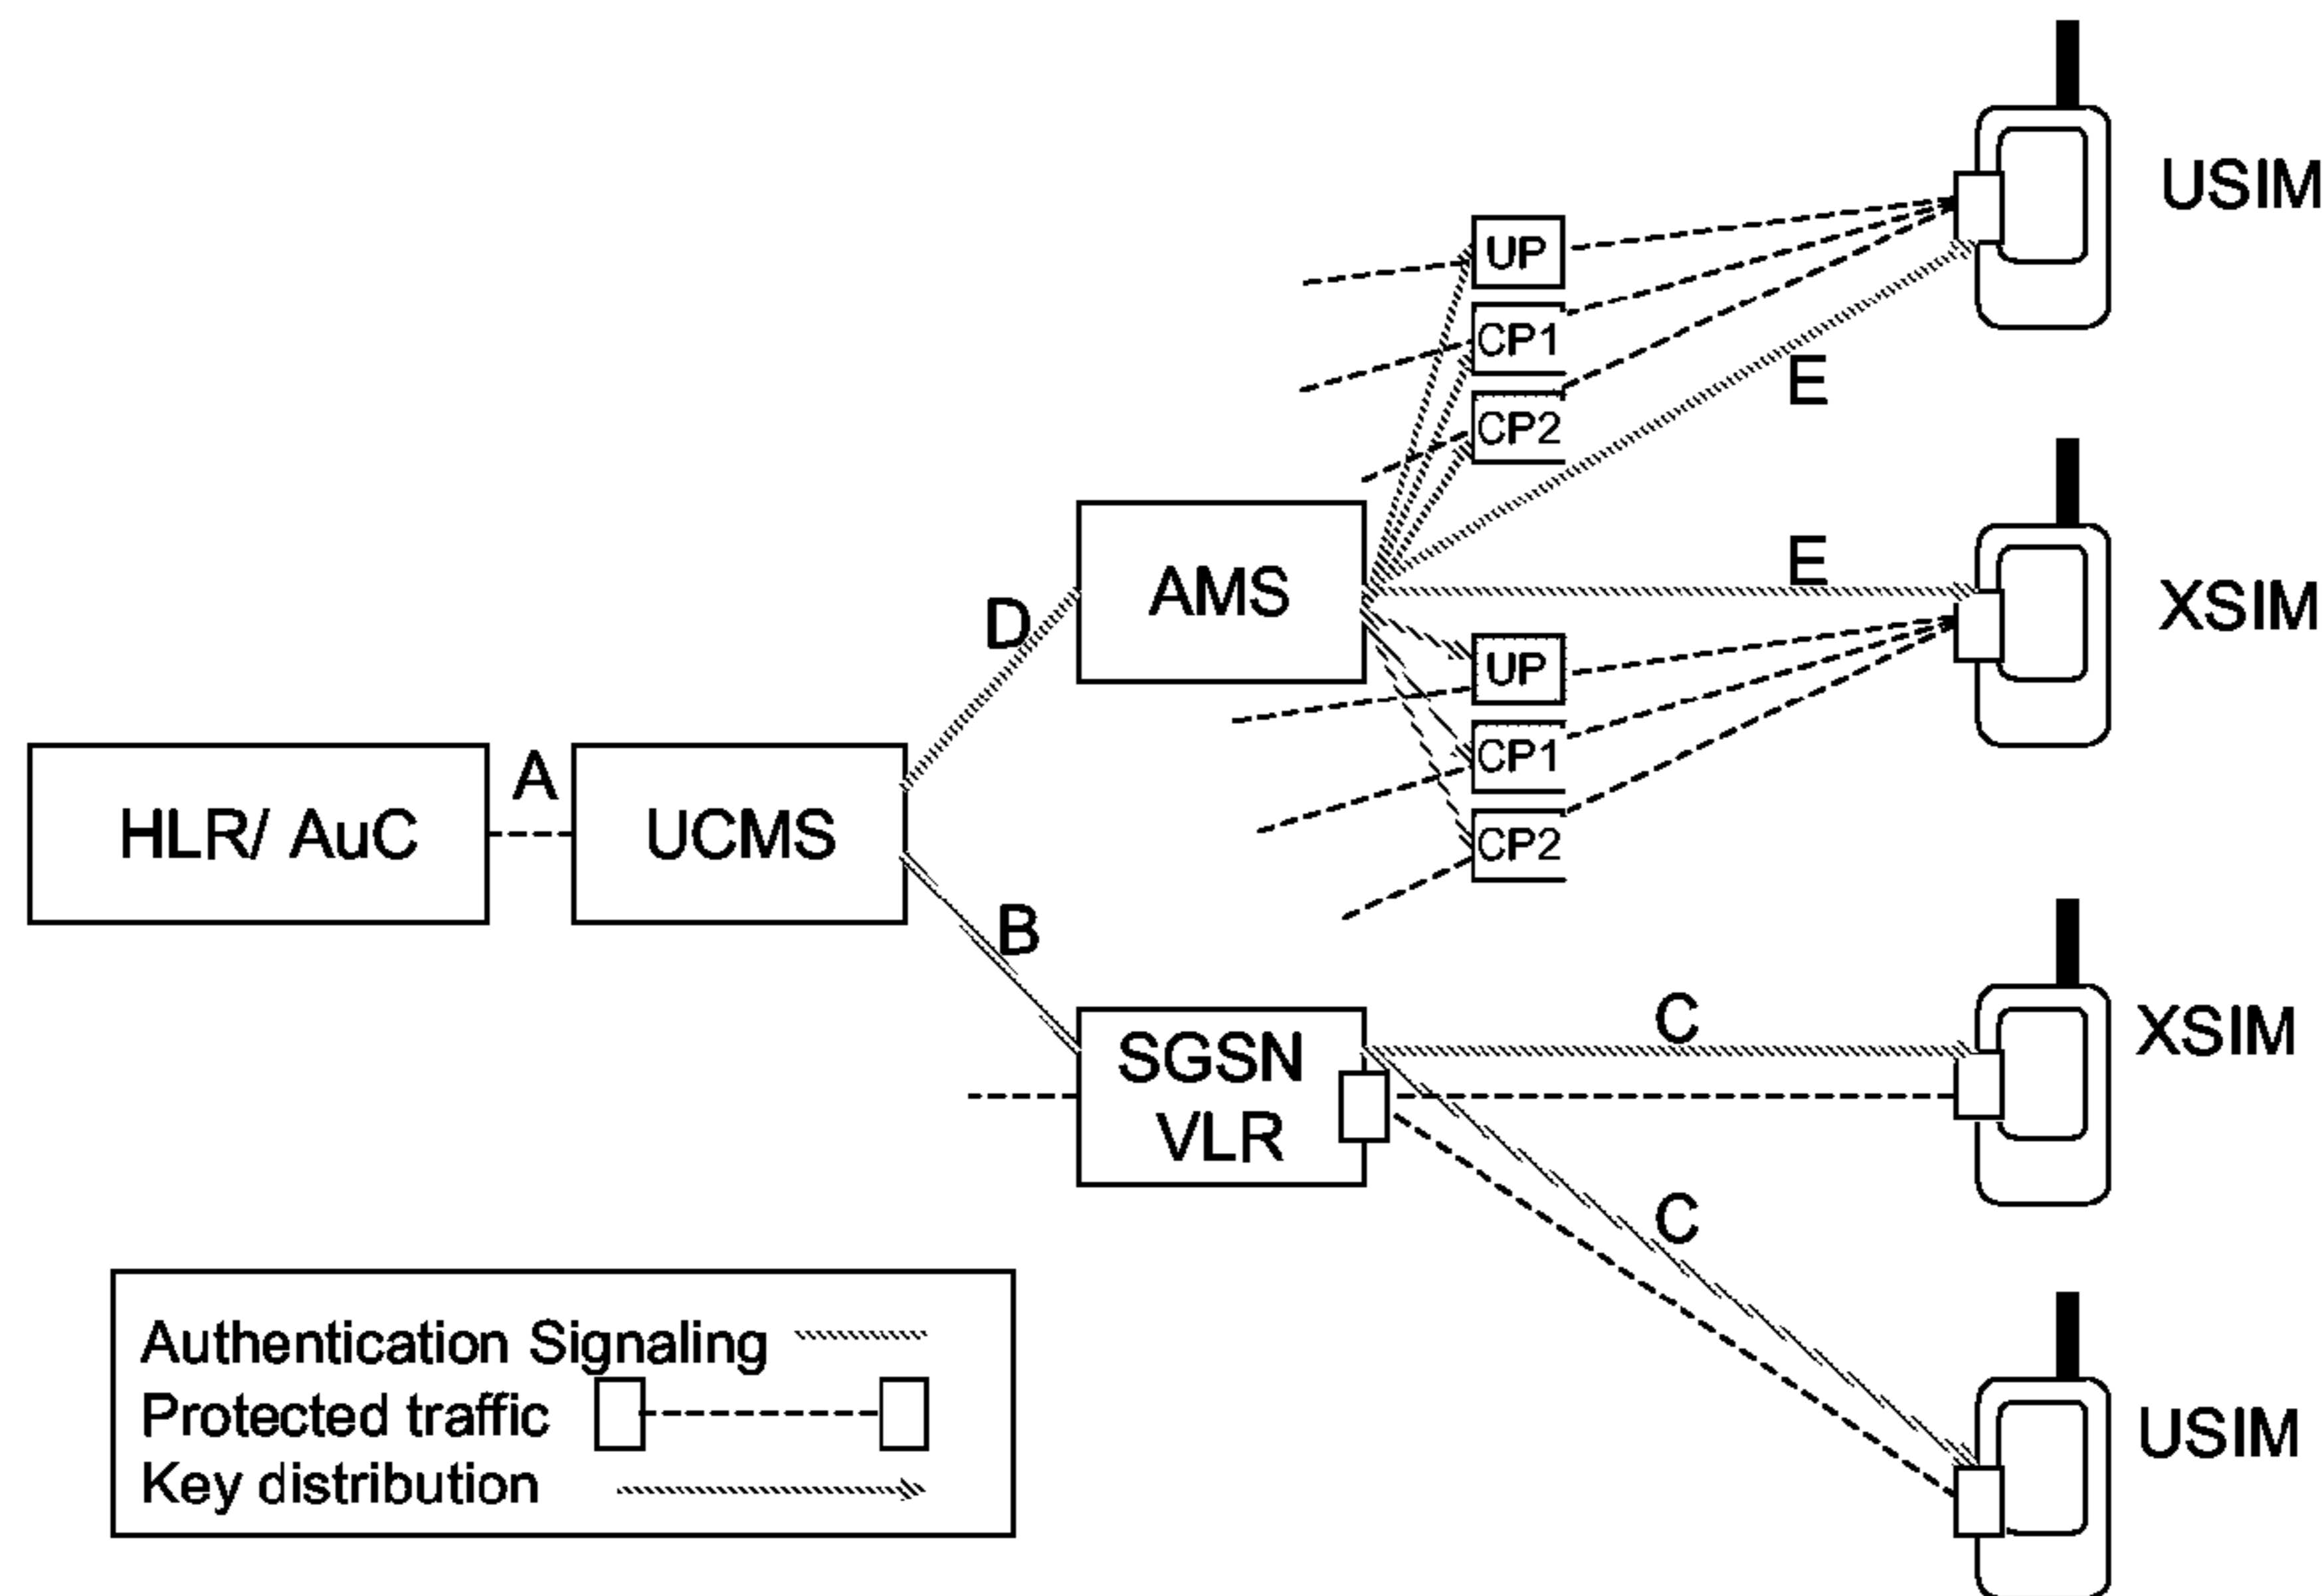 USIM
UP
CP1
CP2
E
E
XSIM
AMS
D
UP
CP1
CP2
A
HLR/ AuC
UCMS
B
SGSN
VLR
C
XSIM
C
USIM
Authentication Signaling
Protected traffic
Key distribution